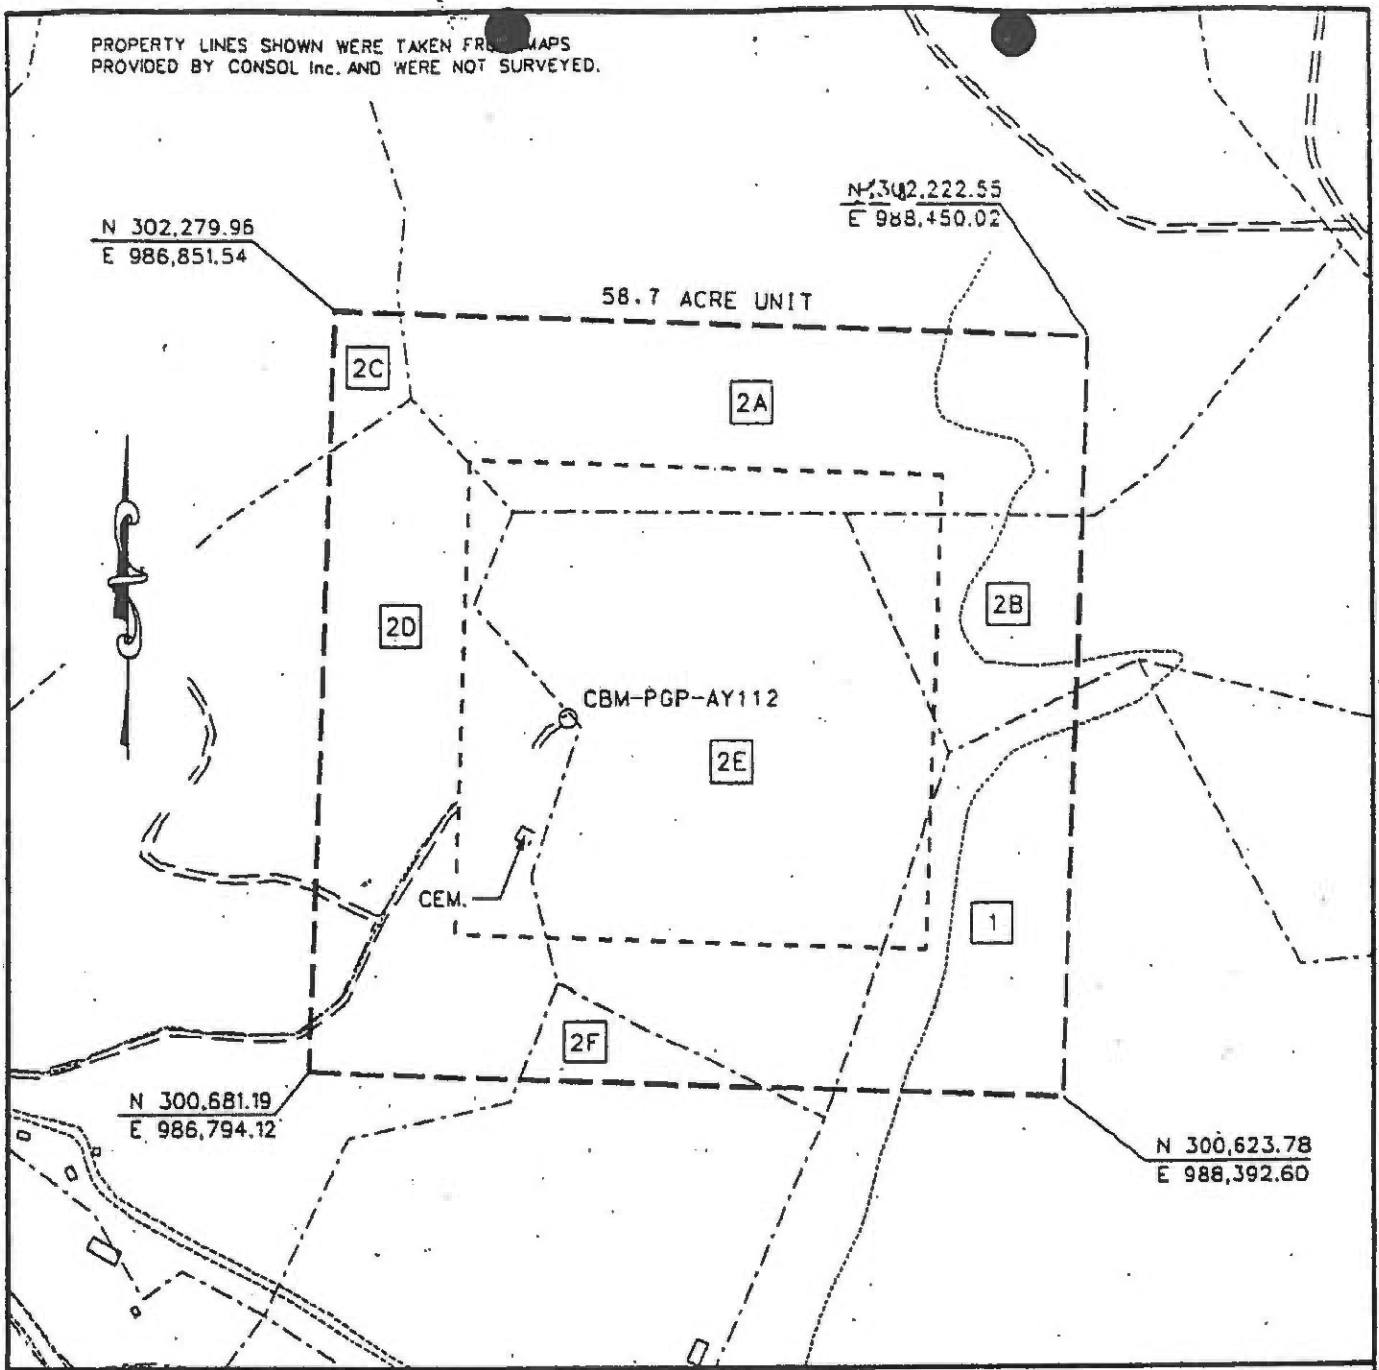 PROPERTY LINES SHOWN WERE TAKEN MAPS
PROVIDED BY CONSOL Inc. AND WERE NOT SURVEYED.
E 988,450.02
N 302,279.96
E 986,851.54
58.7 ACRE UNIT
2C
2A
2B
2D
CBM-PGP-AY112
2E
CEM.
1
2F
N 300,681.19
E 986,794.12
N 300,623.78
E 988,392.60